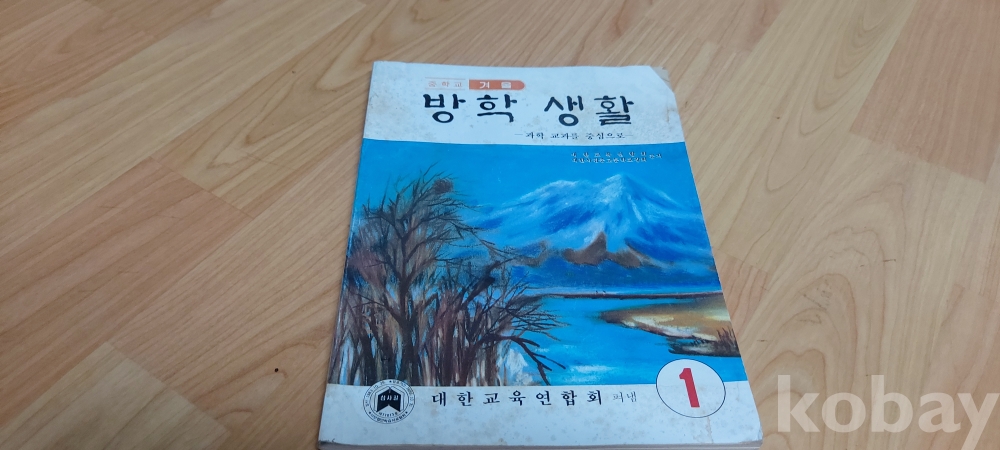 중학교 겨울
방학 생활
-과학 교과를 중심으로-
대한교육연합회 펴냄
1
kobay